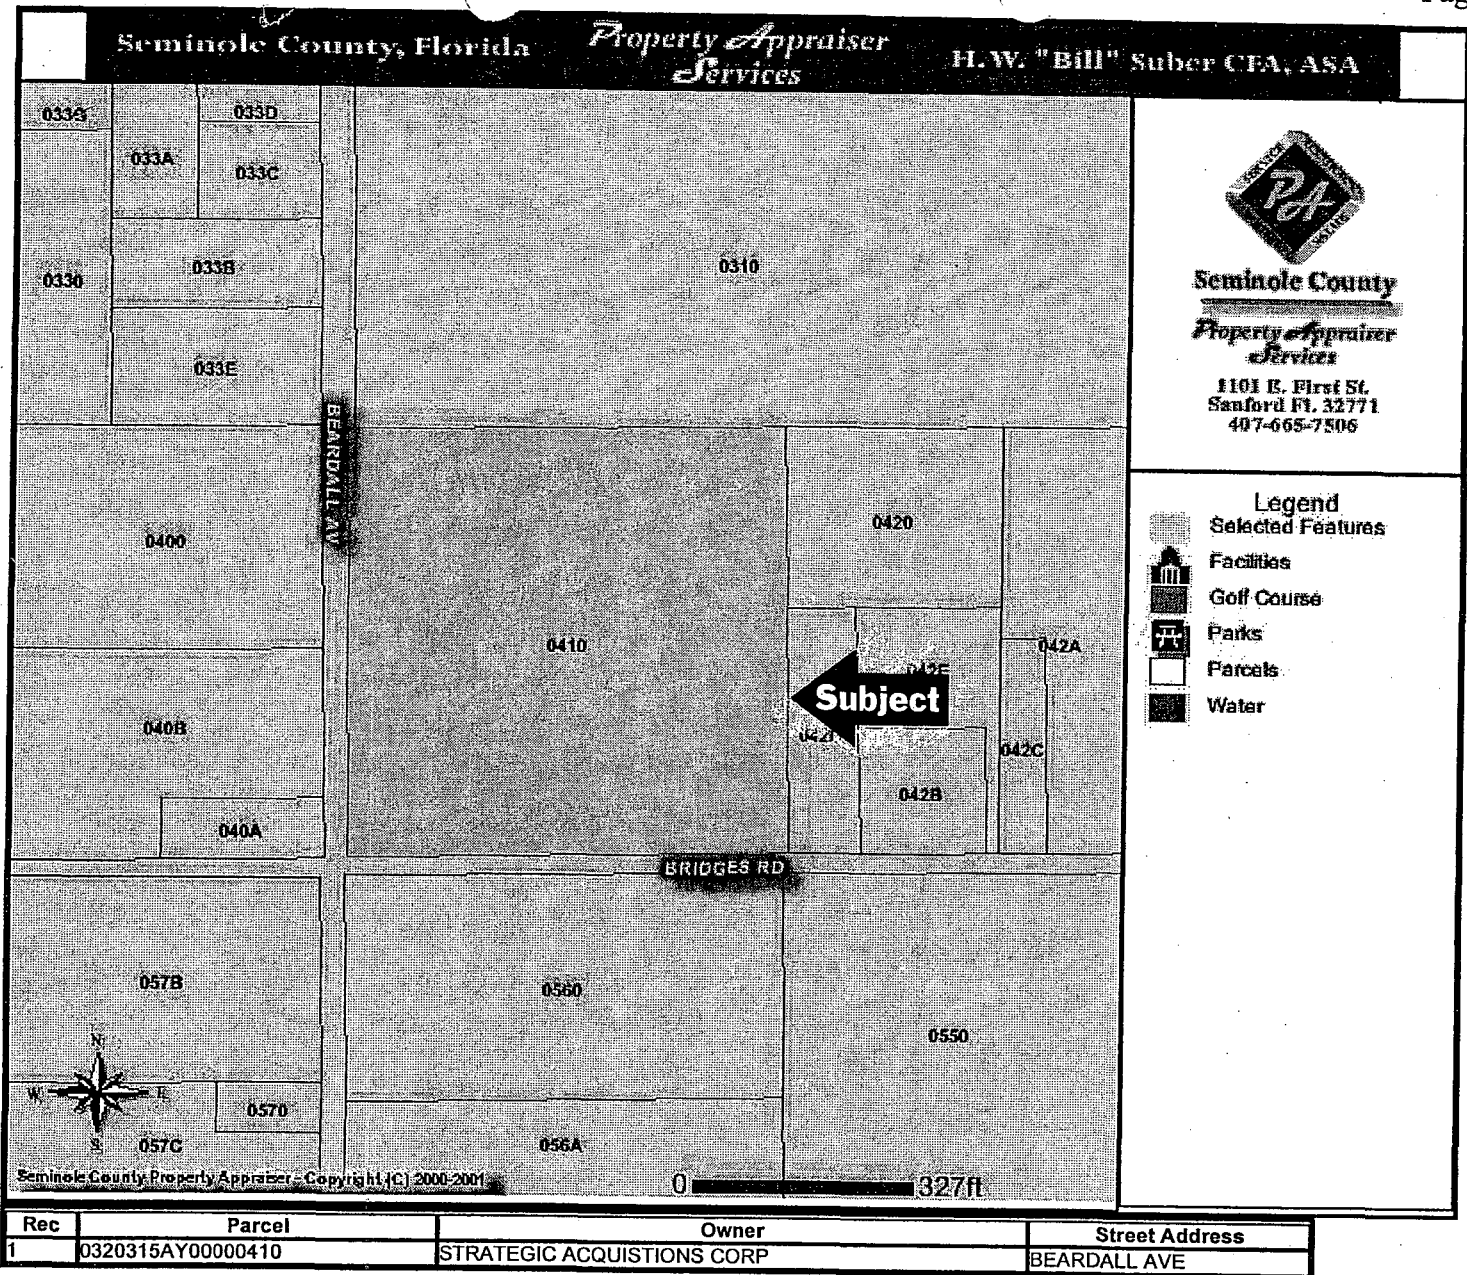 Seminole County, Florida
Property Appraiser
Services
H.W. "Bill" Suber CFA, ASA
033G
033D
033A
033C
0330
033B
0310
033E
BEARDALL AV
0400
0420
0410
042A
042E
Subject
040B
042C
042B
040A
BRIDGES RD
057B
0560
0550
N
W
E
S
0570
057C
056A
Seminole County Property Appraiser - Copyright (C) 2000-2001
0
327ft
PA
Seminole County
Property Appraiser
Services
1101 E. First St.
Sanford FL 32771
407-665-7506
Legend
Selected Features
Facilities
Golf Course
Parks
Parcels
Water
Rec Parcel Owner Street Address
1 0320315AY00000410 STRATEGIC ACQUISTIONS CORP BEARDALL AVE